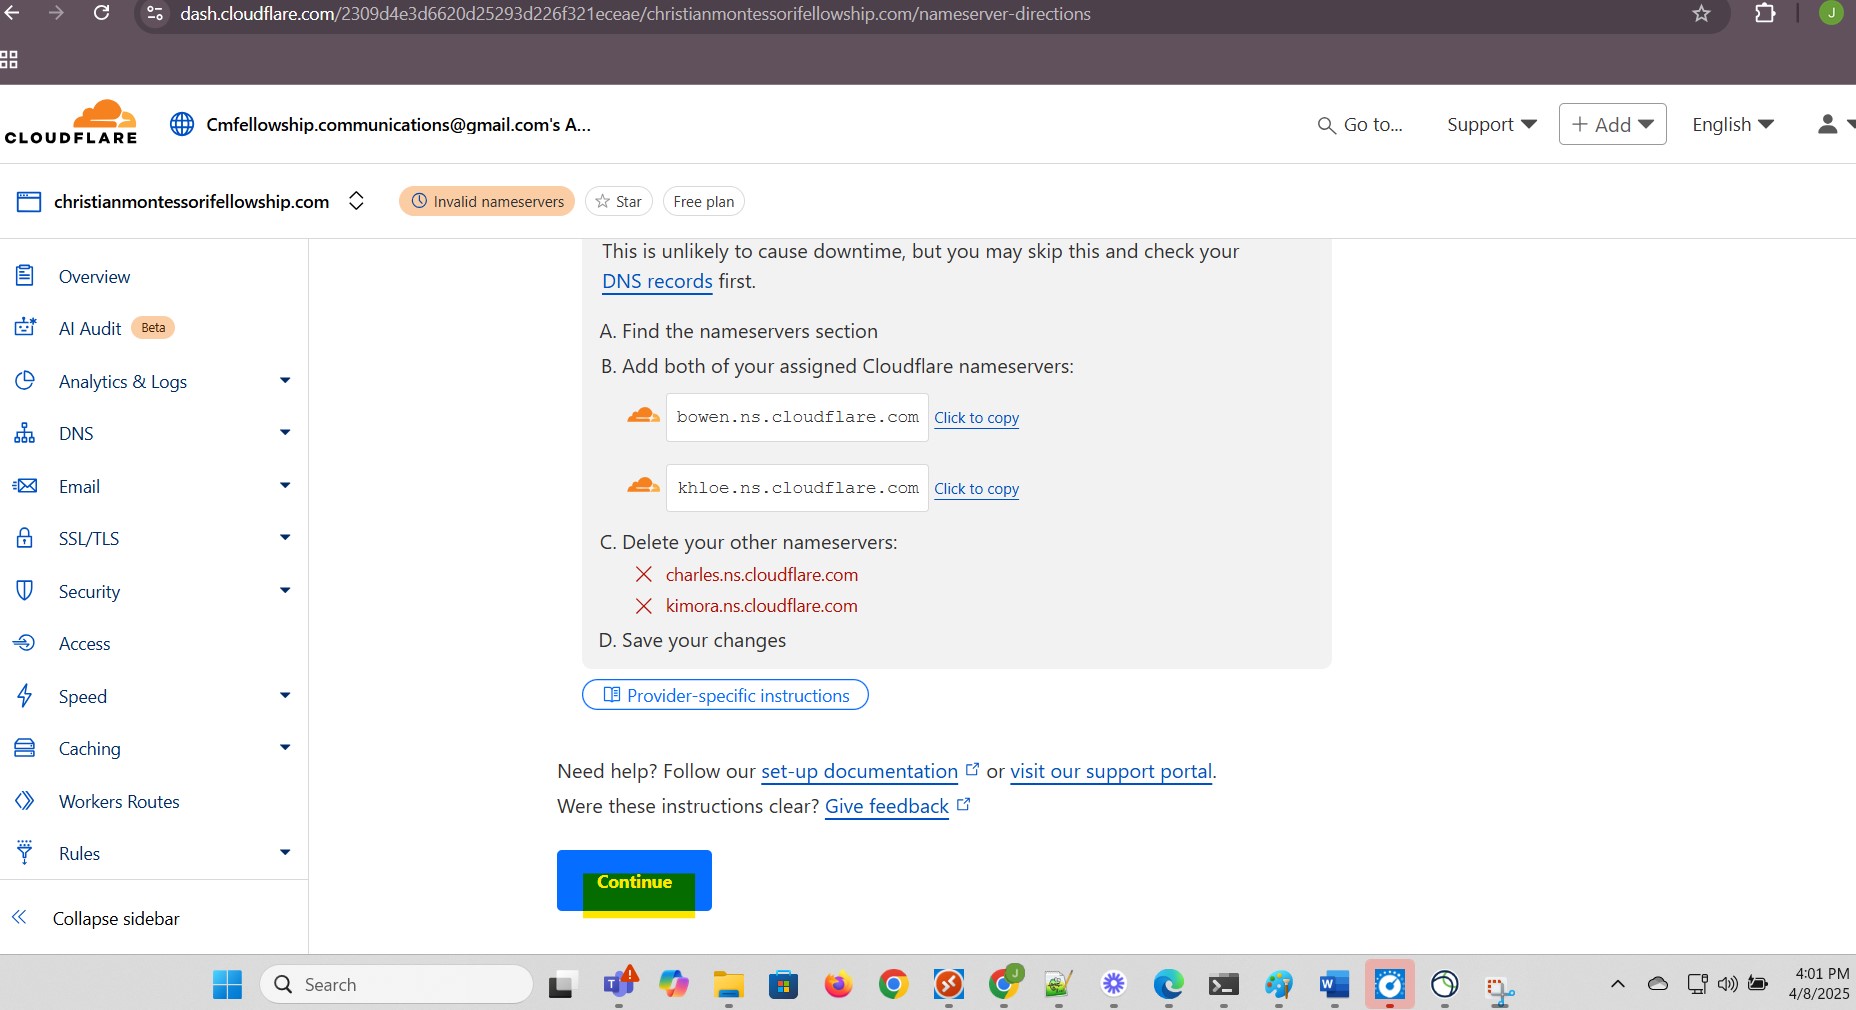 dash.cloudflare.com/2309d4e3d6620d25293d226f321eceae/christianmontessorifellowship.com/nameserver-directions
J
CLOUDFLARE
Cmfellowship.communications@gmail.com's A...
Go to...
Support
+ Add
English
christianmontessorifellowship.com
Invalid nameservers
Star
Free plan
Overview
AI Audit Beta
Analytics & Logs
DNS
Email
SSL/TLS
Security
Access
Speed
Caching
Workers Routes
Rules
Collapse sidebar
This is unlikely to cause downtime, but you may skip this and check your
DNS records first.
A. Find the nameservers section
B. Add both of your assigned Cloudflare nameservers:
bowen.ns.cloudflare.com Click to copy
khloe.ns.cloudflare.com Click to copy
C. Delete your other nameservers:
charles.ns.cloudflare.com
kimora.ns.cloudflare.com
D. Save your changes
Provider-specific instructions
Need help? Follow our set-up documentation or visit our support portal.
Were these instructions clear? Give feedback
Continue
Search
T
J
W
4:01 PM
4/8/2025